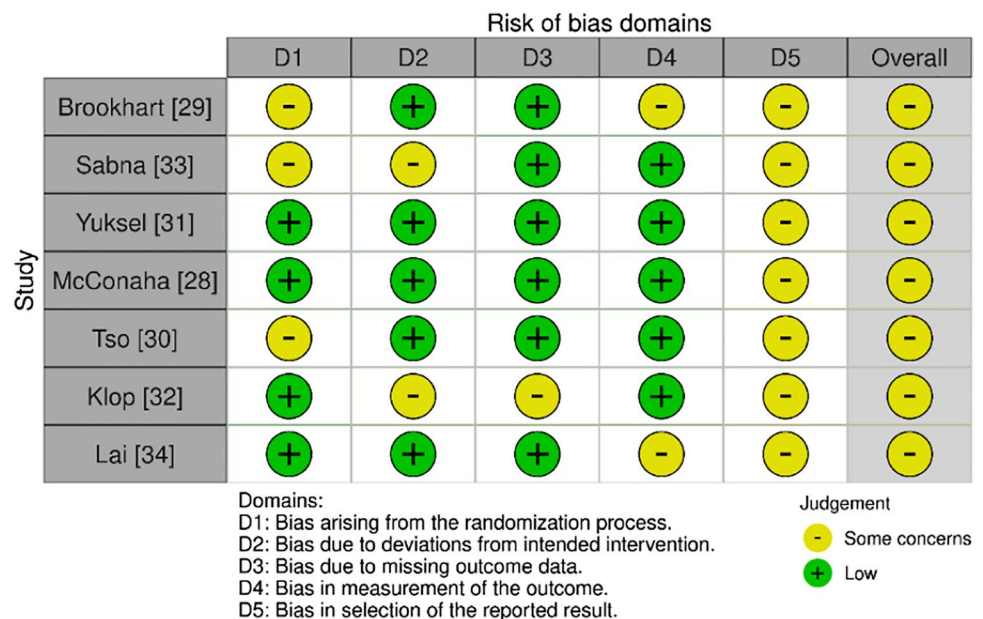 Risk of bias domains
D1 D2 D3 D4 D5 Overall
Study
Brookhart [29] - + + - - -
Sabna [33] - - + + - -
Yuksel [31] + + + + - -
McConaha [28] + + + + - -
Tso [30] - + + + - -
Klop [32] + - - + - -
Lai [34] + + + - - -
Domains:
D1: Bias arising from the randomization process.
D2: Bias due to deviations from intended intervention.
D3: Bias due to missing outcome data.
D4: Bias in measurement of the outcome.
D5: Bias in selection of the reported result.
Judgement
- Some concerns
+ Low